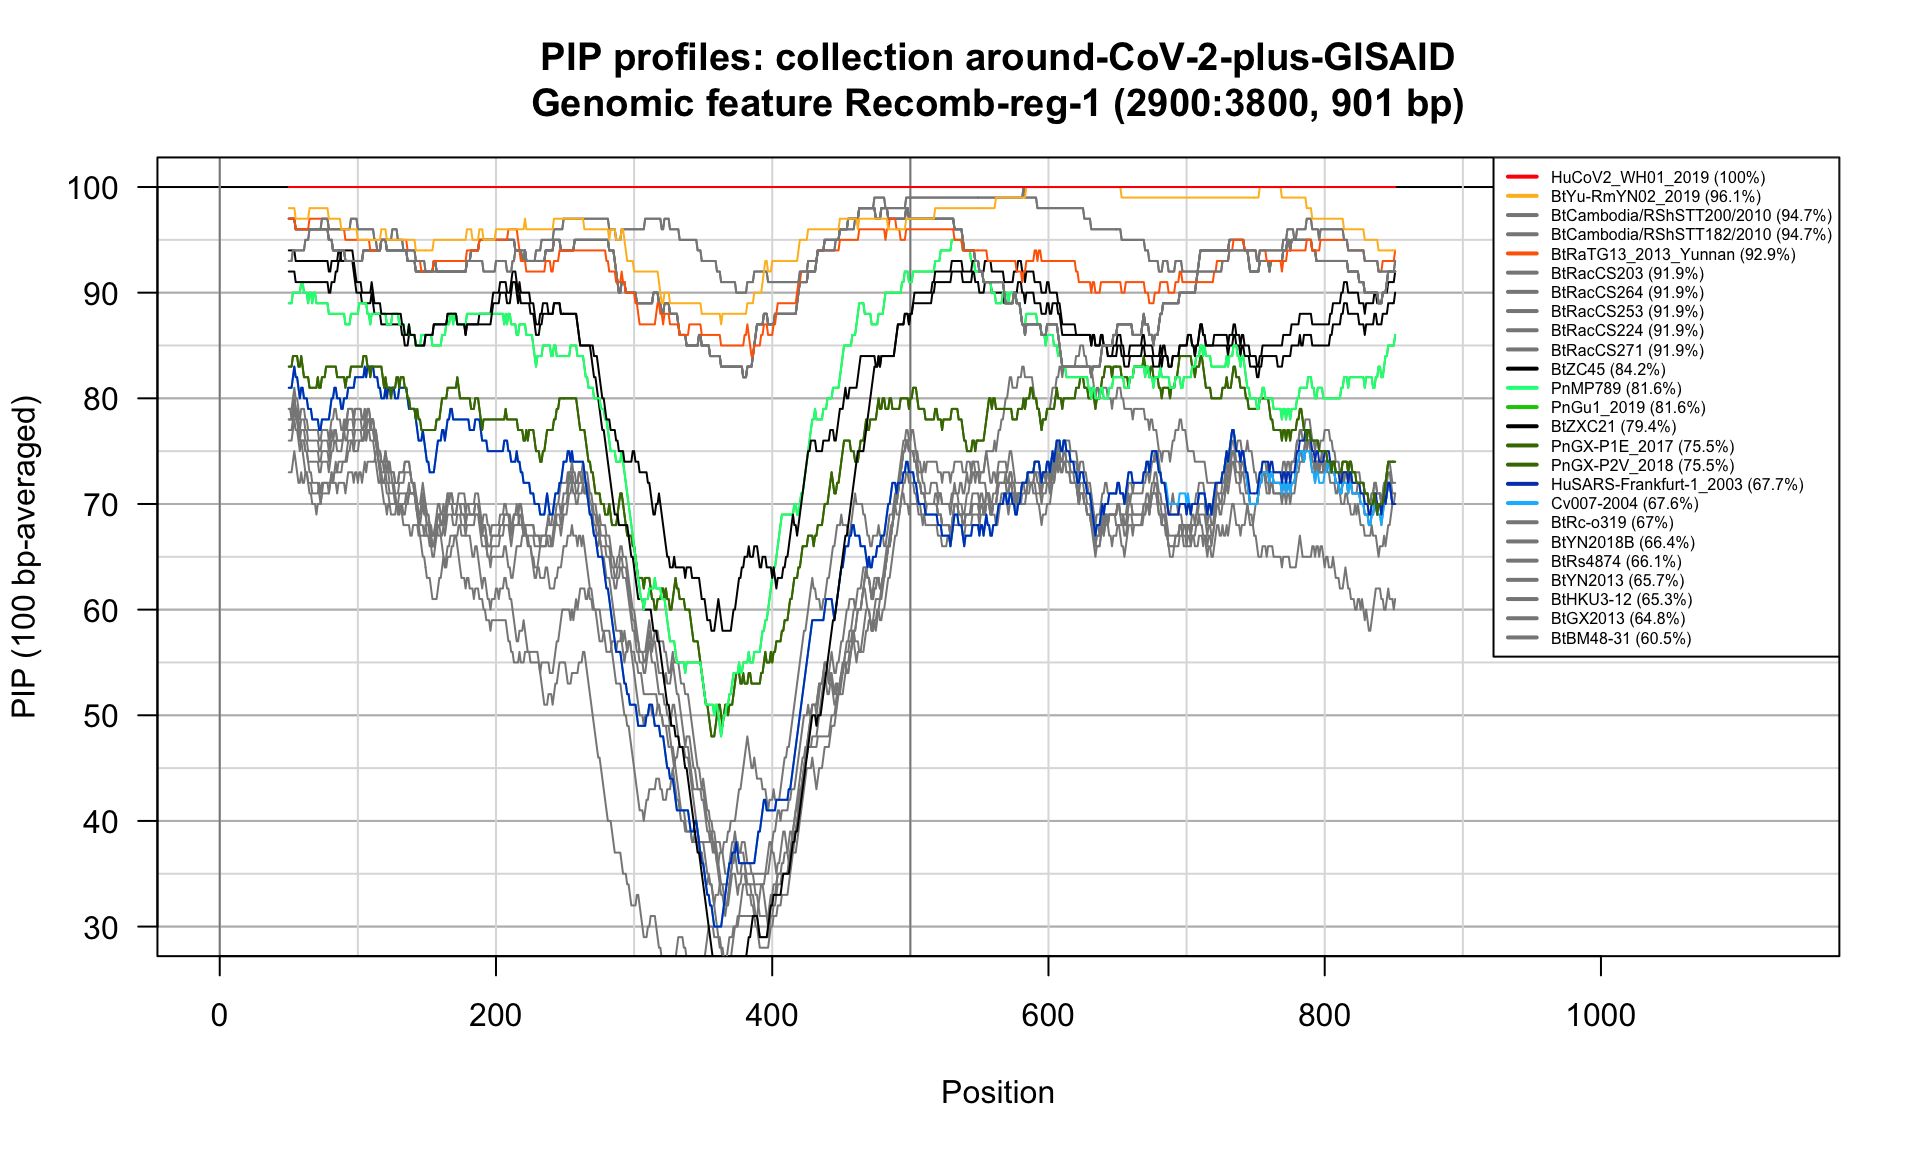 PIP profiles: collection around-CoV-2-plus-GISAID
Genomic feature Recomb-reg-1 (2900:3800, 901 bp)
HuCoV2_WH01_2019 (100%)
BtYu-RmYN02_2019 (96.1%)
BtCambodia/RShSTT200/2010 (94.7%)
BtCambodia/RShSTT182/2010 (94.7%)
BtRaTG13_2013_Yunnan (92.9%)
BtRacCS203 (91.9%)
BtRacCS264 (91.9%)
BtRacCS253 (91.9%)
BtRacCS224 (91.9%)
BtRacCS271 (91.9%)
BtZC45 (84.2%)
PnMP789 (81.6%)
PnGu1_2019 (81.6%)
BtZXC21 (79.4%)
PnGX-P1E_2017 (75.5%)
PnGX-P2V_2018 (75.5%)
HuSARS-Frankfurt-1_2003 (67.7%)
Cv007-2004 (67.6%)
BtRc-o319 (67%)
BtYN2018B (66.4%)
BtRs4874 (66.1%)
BtYN2013 (65.7%)
BtHKU3-12 (65.3%)
BtGX2013 (64.8%)
BtBM48-31 (60.5%)
PIP (100 bp-averaged)
100
90
80
70
60
50
40
30
0 200 400 600 800 1000
Position